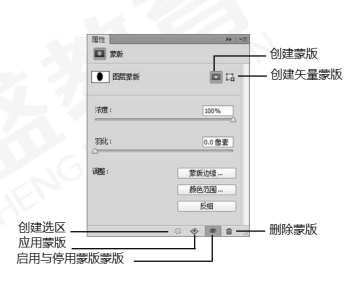 属性
蒙版
创建蒙版
图层蒙版
创建矢量蒙版
浓度：
100%
羽化：
0.0 像素
调整：
蒙版边缘...
颜色范围...
反相
创建选区
应用蒙版
启用与停用蒙版蒙版
删除蒙版